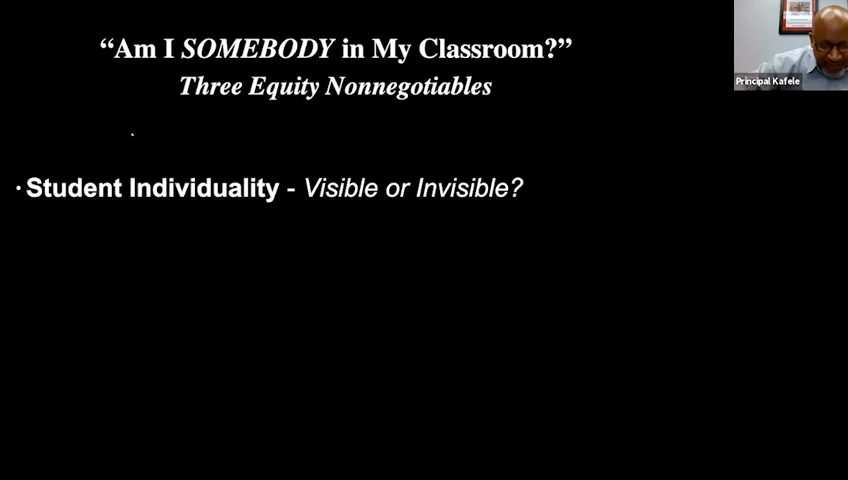 “Am I SOMEBODY in My Classroom?”
Three Equity Nonnegotiables
· Student Individuality - Visible or Invisible?
Principal Kafele